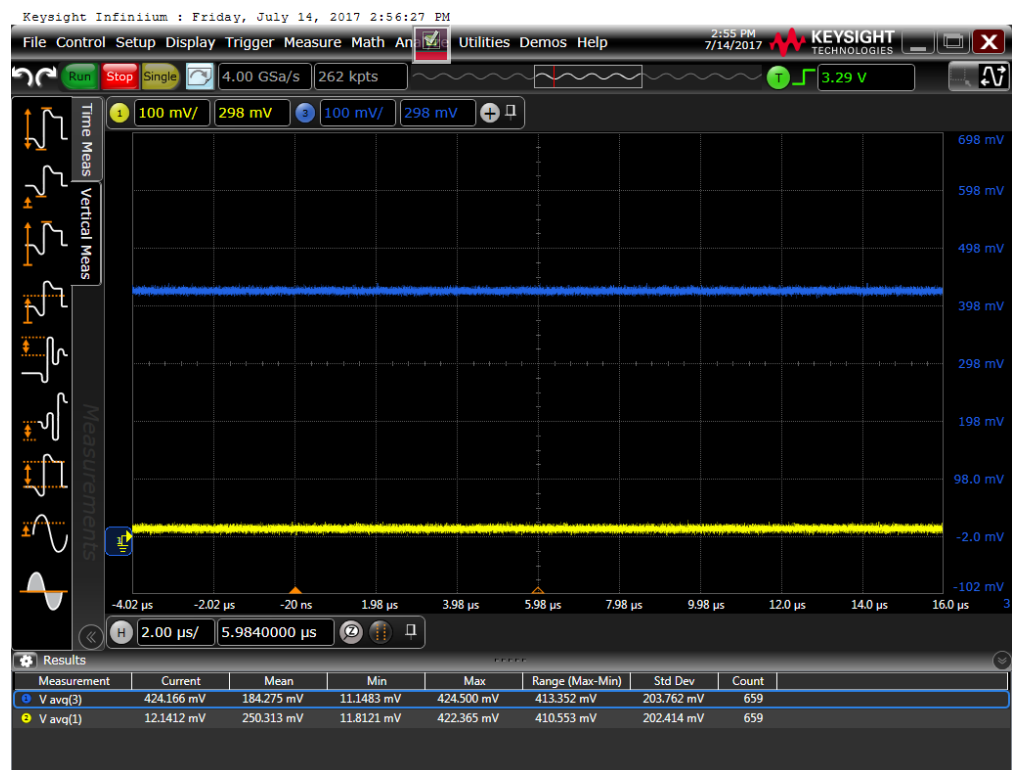 Keysight Infiniium : Friday, July 14, 2017 2:56:27 PM
File Control Setup Display Trigger Measure Math An Utilities Demos Help 2:55 PM 7/14/2017 KEYSIGHT TECHNOLOGIES X
Run Stop Single 4.00 GSa/s 262 kpts T 3.29 V
Time Meas
Vertical Meas
Measurements
1 100 mV/ 298 mV 3 100 mV/ 298 mV +
698 mV
598 mV
498 mV
398 mV
298 mV
198 mV
98.0 mV
-2.0 mV
-102 mV
-4.02 µs -2.02 µs -20 ns 1.98 µs 3.98 µs 5.98 µs 7.98 µs 9.98 µs 12.0 µs 14.0 µs 16.0 µs 3
H 2.00 µs/ 5.9840000 µs Z
Results
Measurement Current Mean Min Max Range (Max-Min) Std Dev Count
V avg(3) 424.166 mV 184.275 mV 11.1483 mV 424.500 mV 413.352 mV 203.762 mV 659
2 V avg(1) 12.1412 mV 250.313 mV 11.8121 mV 422.365 mV 410.553 mV 202.414 mV 659